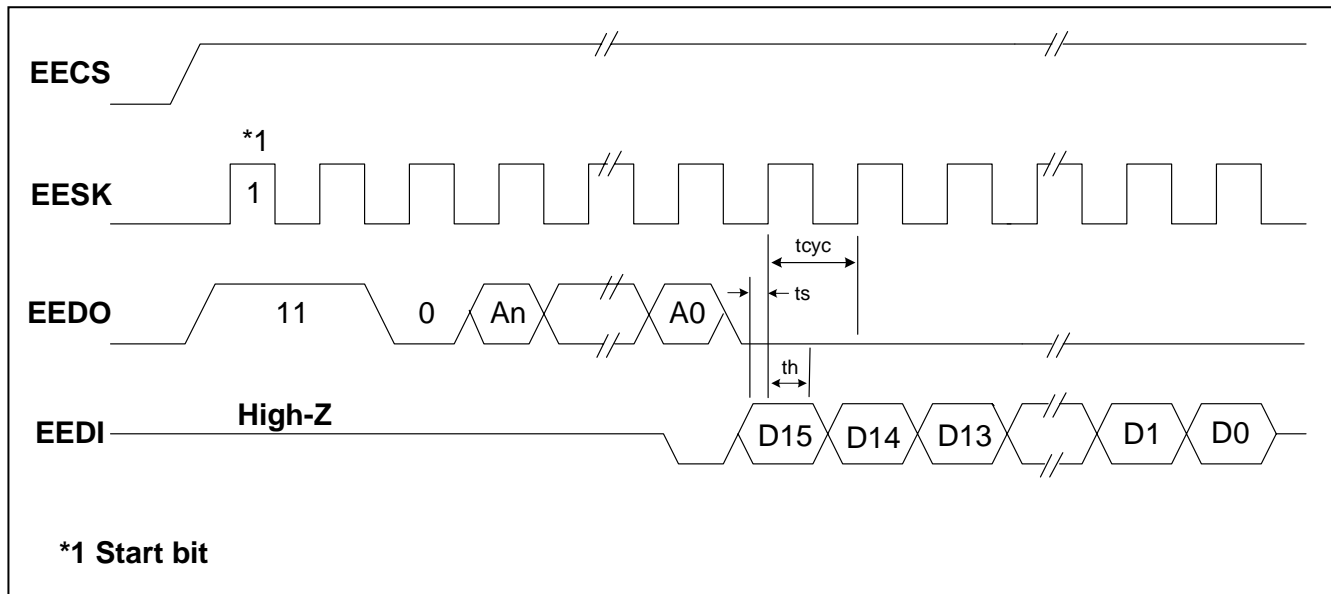 EECS
*1
EESK 1
tcyc
EEDO 11 0 An A0 ts
th
High-Z
EEDI D15 D14 D13 D1 D0
*1 Start bit